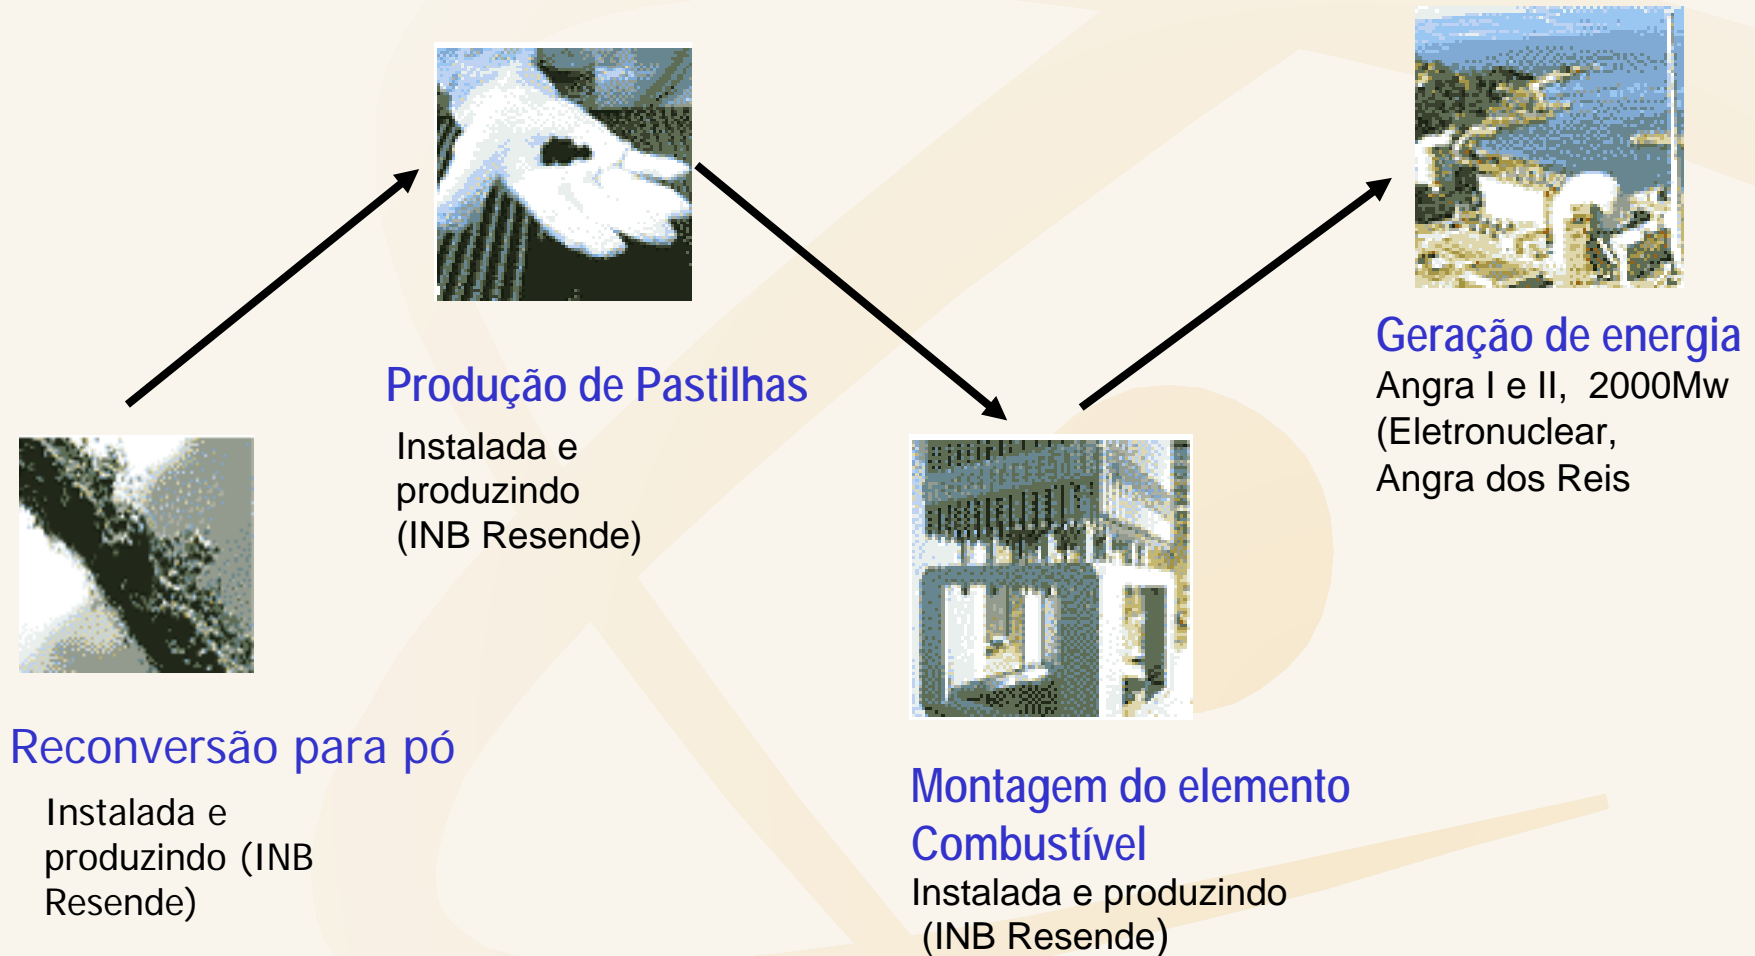 Reconversão para pó
Instalada e
produzindo (INB
Resende)
Produção de Pastilhas
Instalada e
produzindo
(INB Resende)
Montagem do elemento
Combustível
Instalada e produzindo
(INB Resende)
Geração de energia
Angra I e II, 2000Mw
(Eletronuclear,
Angra dos Reis